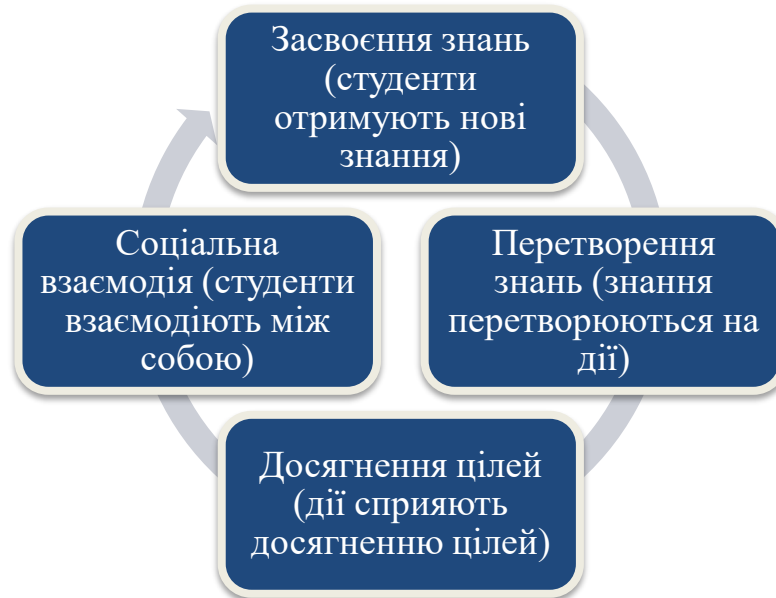 Засвоєння знань
(студенти
отримують нові
знання)
Перетворення
знань (знання
перетворюються на
дії)
Досягнення цілей
(дії сприяють
досягненню цілей)
Соціальна
взаємодія (студенти
взаємодіють між
собою)